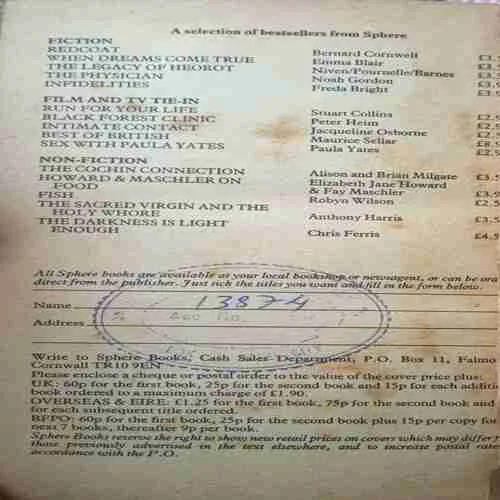 A selection of bestsellers from Sphere
FICTION
REDCOAT Bernard Cornwell
WHEN DREAMS COME TRUE Emma Blair
THE LEGACY OF HEOROT Niven/Pournelle/Barnes
THE PHYSICIAN Noah Gordon
INFIDELITIES Freda Bright
FILM AND TV TIE-IN
RUN FOR YOUR LIFE Stuart Collins
BLACK FOREST CLINIC Peter Heim
INTIMATE CONTACT Jacqueline Osborne
BEST OF BRITISH Maurice Sellar
SEX WITH PAULA YATES Paula Yates
NON-FICTION
THE COCHIN CONNECTION Alison and Brian Milgate
HOWARD & MASCHLER ON Elizabeth Jane Howard
FOOD & Fay Maschler
FISH Robyn Wilson
THE SACRED VIRGIN AND THE
HOLY WHORE Anthony Harris
THE DARKNESS IS LIGHT
ENOUGH Chris Ferris
All Sphere books are available at your local bookshop or newsagent, or can be
direct from the publisher. Just tick the titles you want and fill in the form below.
Name 13874
Address Acc No.
Write to Sphere Books, Cash Sales Department, P.O. Box 11,
Cornwall TR10 9EN
Please enclose a cheque or postal order to the value of the cover price plus:
UK: 60p for the first book, 25p for the second book and 15p for each
book ordered to a maximum charge of £1.90.
OVERSEAS & EIRE: £1.25 for the first book, 75p for the second book and
for each subsequent title ordered.
BFPO: 60p for the first book, 25p for the second book plus 15p per copy for
next 7 books, thereafter 9p per book.
Sphere Books reserve the right to show new retail prices on covers which may differ
those previously advertised in the text elsewhere, and to increase postal
accordance with the P.O.